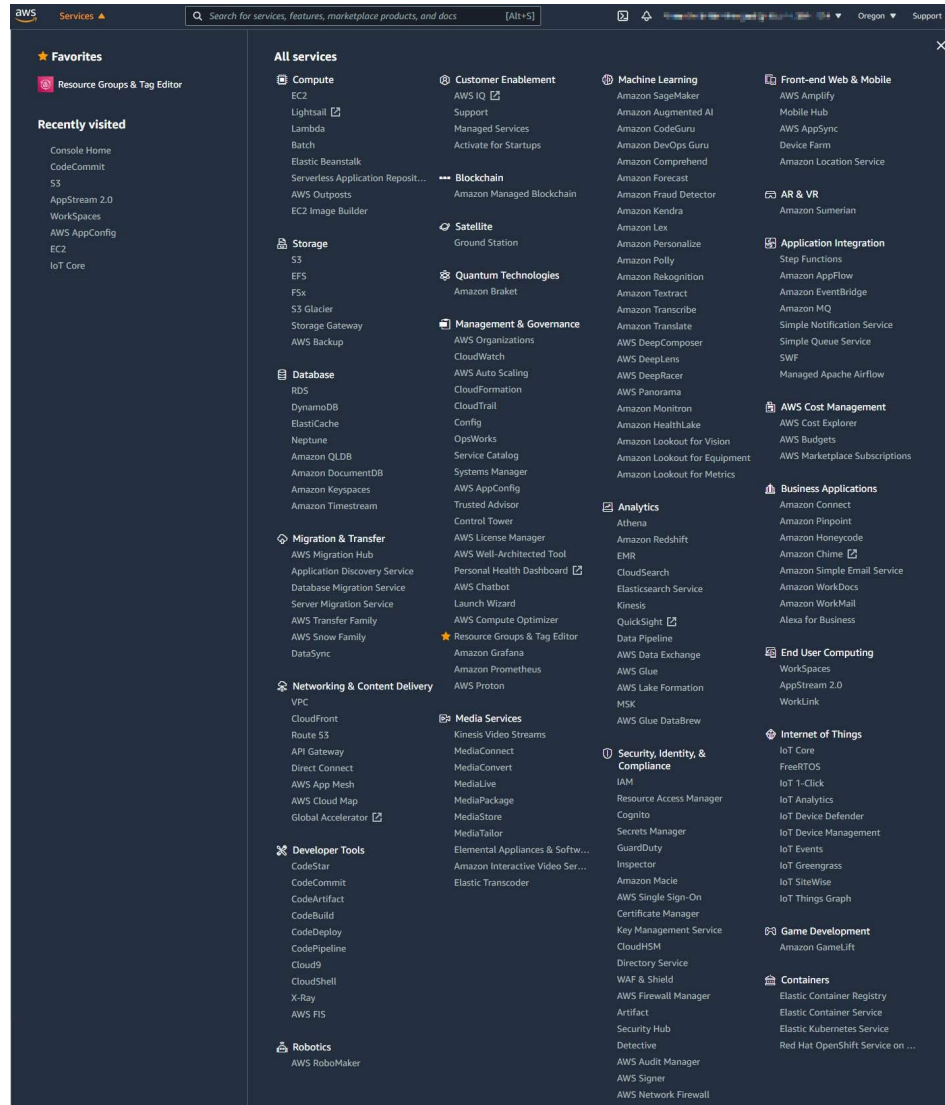 aws
Services ▲
Search for services, features, marketplace products, and docs [Alt+S]
Oregon ▼
Support
Favorites
Resource Groups & Tag Editor
Recently visited
Console Home
CodeCommit
S3
AppStream 2.0
WorkSpaces
AWS AppConfig
EC2
IoT Core
All services
Compute
EC2
Lightsail
Lambda
Batch
Elastic Beanstalk
Serverless Application Reposit...
AWS Outposts
EC2 Image Builder
Storage
S3
EFS
FSx
S3 Glacier
Storage Gateway
AWS Backup
Database
RDS
DynamoDB
ElastiCache
Neptune
Amazon QLDB
Amazon DocumentDB
Amazon Keyspaces
Amazon Timestream
Migration & Transfer
AWS Migration Hub
Application Discovery Service
Database Migration Service
Server Migration Service
AWS Transfer Family
AWS Snow Family
DataSync
Networking & Content Delivery
VPC
CloudFront
Route 53
API Gateway
Direct Connect
AWS App Mesh
AWS Cloud Map
Global Accelerator
Developer Tools
CodeStar
CodeCommit
CodeArtifact
CodeBuild
CodeDeploy
CodePipeline
Cloud9
CloudShell
X-Ray
AWS FIS
Robotics
AWS RoboMaker
Customer Enablement
AWS IQ
Support
Managed Services
Activate for Startups
Blockchain
Amazon Managed Blockchain
Satellite
Ground Station
Quantum Technologies
Amazon Braket
Management & Governance
AWS Organizations
CloudWatch
AWS Auto Scaling
CloudFormation
CloudTrail
Config
OpsWorks
Service Catalog
Systems Manager
AWS AppConfig
Trusted Advisor
Control Tower
AWS License Manager
AWS Well-Architected Tool
Personal Health Dashboard
AWS Chatbot
Launch Wizard
AWS Compute Optimizer
Resource Groups & Tag Editor
Amazon Grafana
Amazon Prometheus
AWS Proton
Media Services
Kinesis Video Streams
MediaConnect
MediaConvert
MediaLive
MediaPackage
MediaStore
MediaTailor
Elemental Appliances & Softw...
Amazon Interactive Video Ser...
Elastic Transcoder
Machine Learning
Amazon SageMaker
Amazon Augmented AI
Amazon CodeGuru
Amazon DevOps Guru
Amazon Comprehend
Amazon Forecast
Amazon Fraud Detector
Amazon Kendra
Amazon Lex
Amazon Personalize
Amazon Polly
Amazon Rekognition
Amazon Textract
Amazon Transcribe
Amazon Translate
AWS DeepComposer
AWS DeepLens
AWS DeepRacer
AWS Panorama
Amazon Monitron
Amazon HealthLake
Amazon Lookout for Vision
Amazon Lookout for Equipment
Amazon Lookout for Metrics
Analytics
Athena
Amazon Redshift
EMR
CloudSearch
Elasticsearch Service
Kinesis
QuickSight
Data Pipeline
AWS Data Exchange
AWS Glue
AWS Lake Formation
MSK
AWS Glue DataBrew
Security, Identity, &
Compliance
IAM
Resource Access Manager
Cognito
Secrets Manager
GuardDuty
Inspector
Amazon Macie
AWS Single Sign-On
Certificate Manager
Key Management Service
CloudHSM
Directory Service
WAF & Shield
AWS Firewall Manager
Artifact
Security Hub
Detective
AWS Audit Manager
AWS Signer
AWS Network Firewall
Front-end Web & Mobile
AWS Amplify
Mobile Hub
AWS AppSync
Device Farm
Amazon Location Service
AR & VR
Amazon Sumerian
Application Integration
Step Functions
Amazon AppFlow
Amazon EventBridge
Amazon MQ
Simple Notification Service
Simple Queue Service
SWF
Managed Apache Airflow
AWS Cost Management
AWS Cost Explorer
AWS Budgets
AWS Marketplace Subscriptions
Business Applications
Amazon Connect
Amazon Pinpoint
Amazon Honeycode
Amazon Chime
Amazon Simple Email Service
Amazon WorkDocs
Amazon WorkMail
Alexa for Business
End User Computing
WorkSpaces
AppStream 2.0
WorkLink
Internet of Things
IoT Core
FreeRTOS
IoT 1-Click
IoT Analytics
IoT Device Defender
IoT Device Management
IoT Events
IoT Greengrass
IoT SiteWise
IoT Things Graph
Game Development
Amazon GameLift
Containers
Elastic Container Registry
Elastic Container Service
Elastic Kubernetes Service
Red Hat OpenShift Service on ...